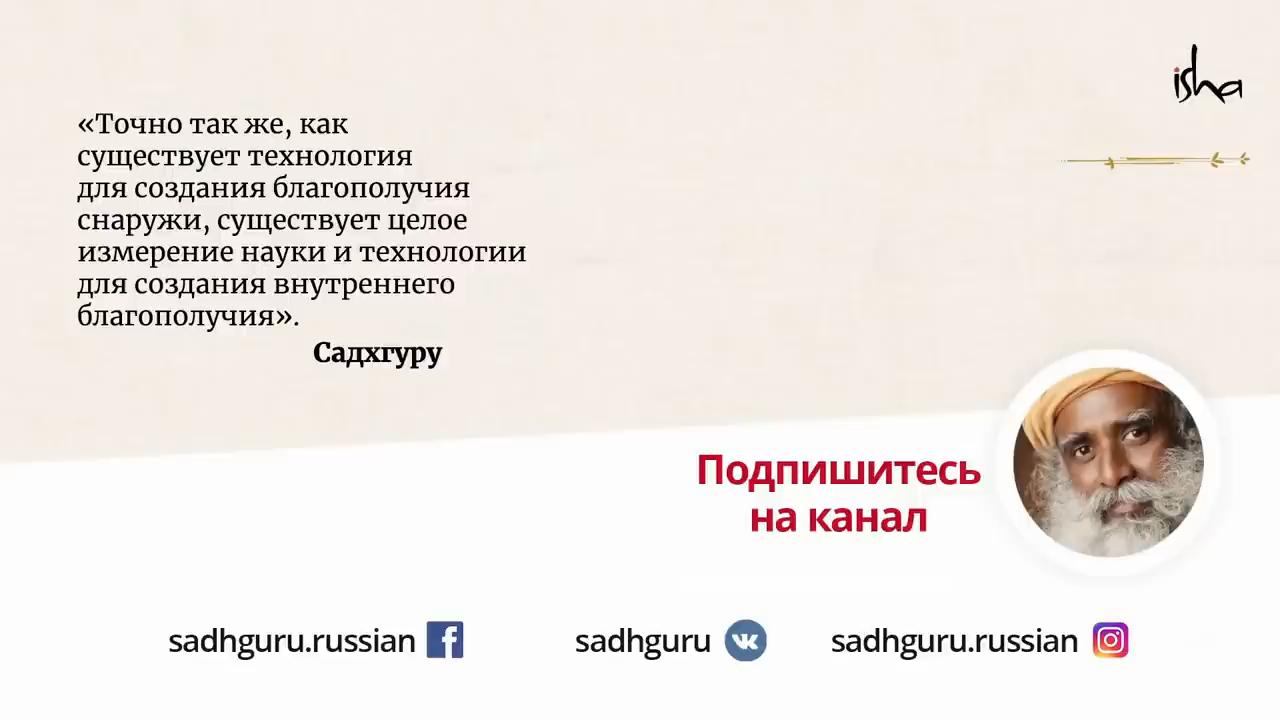 isha
«Точно так же, как
существует технология
для создания благополучия
снаружи, существует целое
измерение науки и технологии
для создания внутреннего
благополучия».
Садхгуру
Подпишитесь
на канал
sadhguru.russian
sadhguru
sadhguru.russian